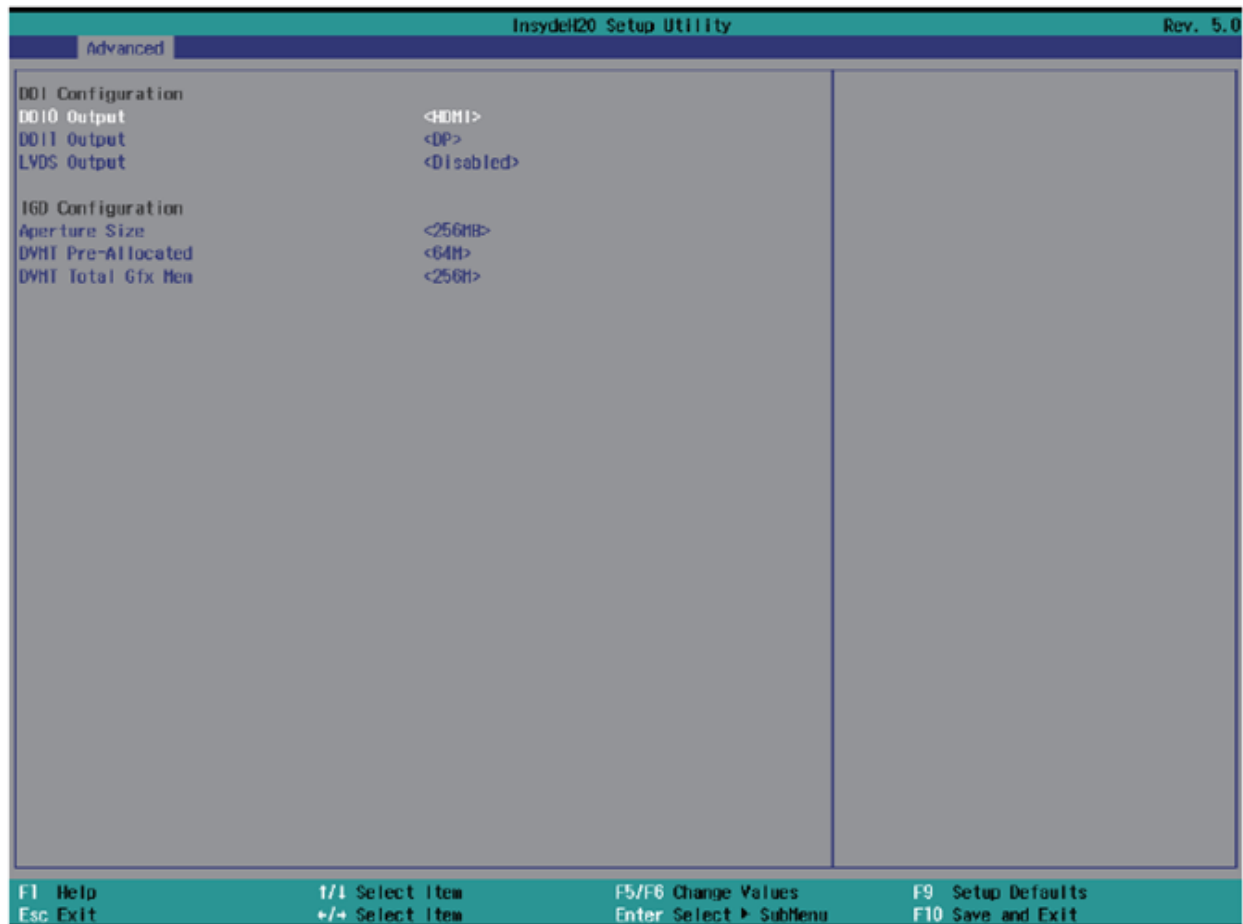 InsydeH20 Setup Utility Rev. 5.0
Advanced
DDI Configuration
DDI0 Output <HDMI>
DDI1 Output <DP>
LVDS Output <Disabled>
IGD Configuration
Aperture Size <256MB>
DVMT Pre-Allocated <64M>
DVMT Total Gfx Mem <256M>
F1 Help ↑/↓ Select Item F5/F6 Change Values F9 Setup Defaults
Esc Exit ←/→ Select Item Enter Select ▶ SubMenu F10 Save and Exit